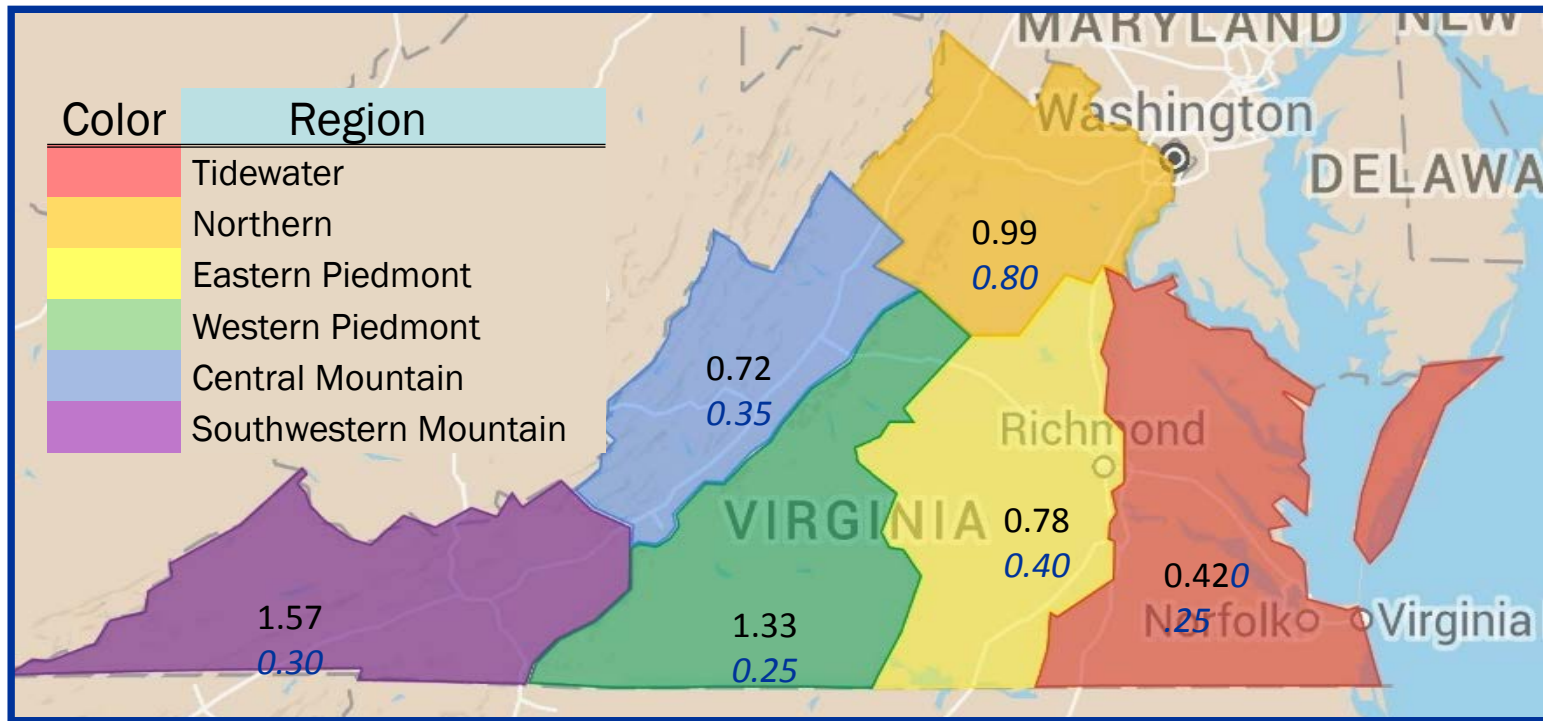 MARYLAND NEW
Color Region
Washington
Tidewater
DELAWA
Northern
0.99
0.80
Eastern Piedmont
Western Piedmont
Central Mountain
0.72
0.35
Southwestern Mountain
Richmond
VIRGINIA
0.78
0.40
0.420
.25
Norfolk
Virginia
1.57
0.30
1.33
0.25